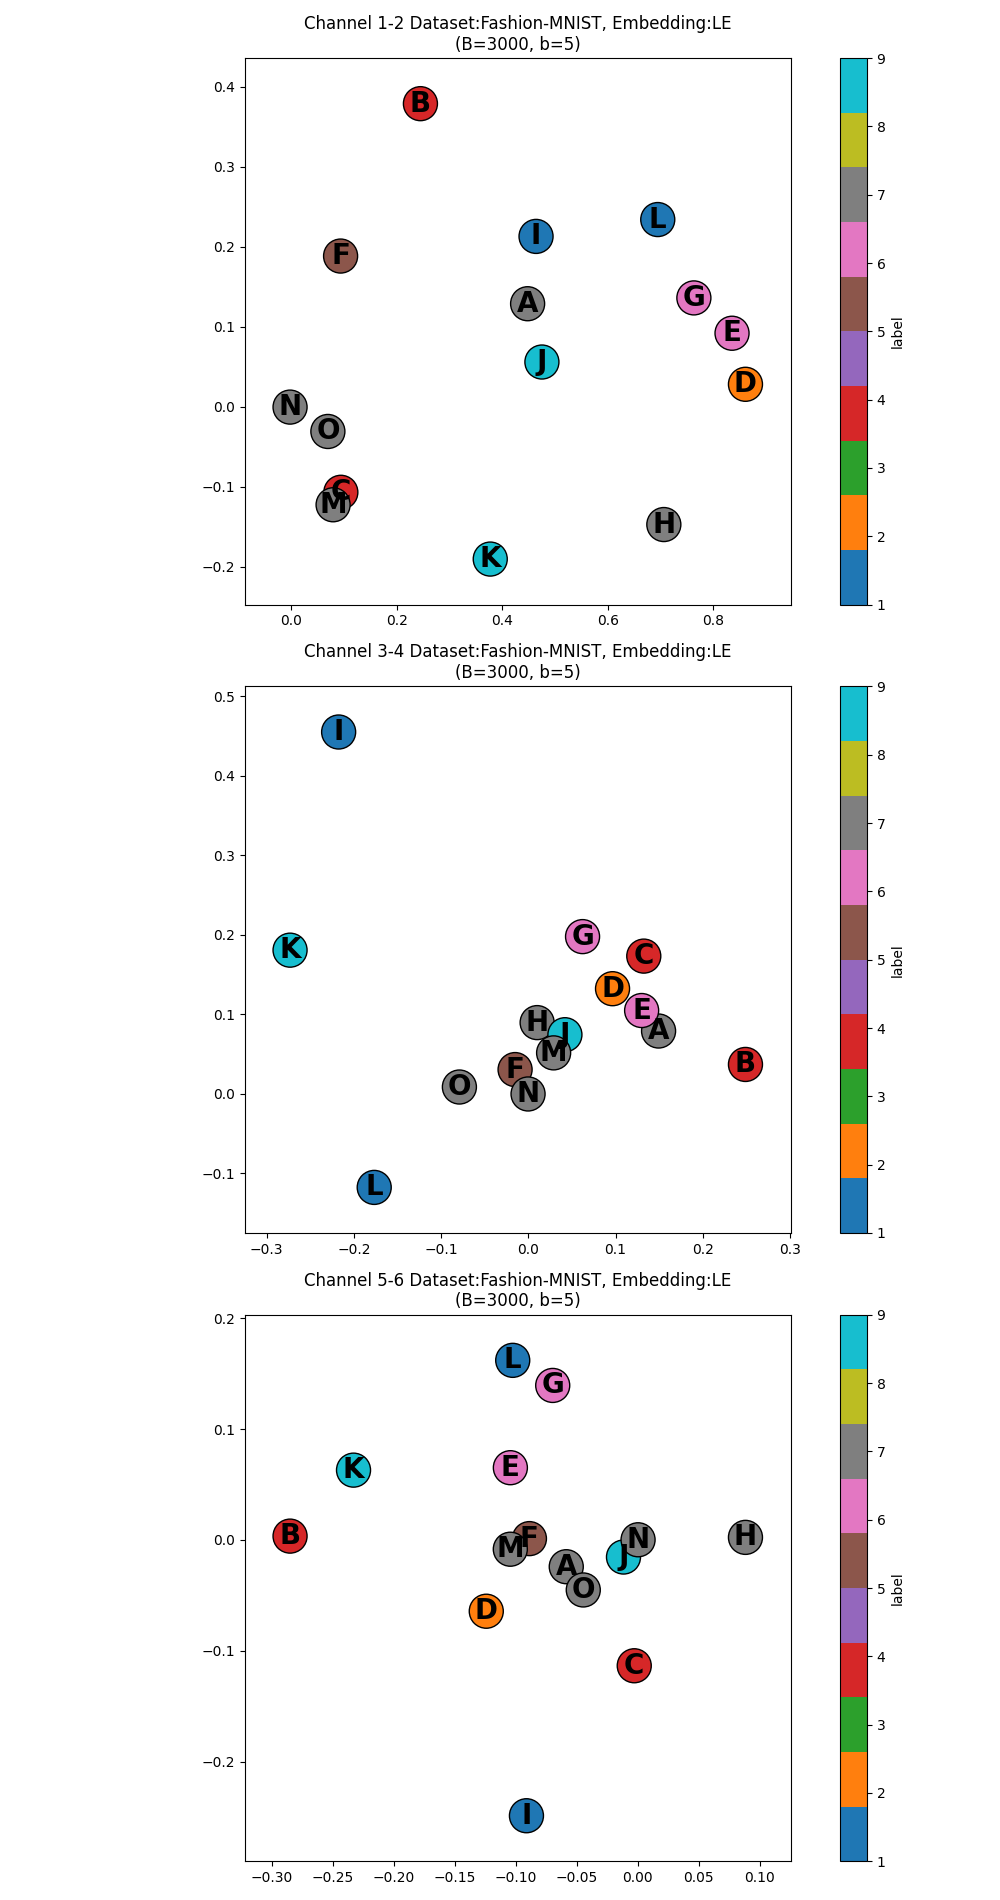 Channel 1-2 Dataset:Fashion-MNIST, Embedding:LE
(B=3000, b=5)
0.4
0.3
0.2
0.1
0.0
−0.1
−0.2
B
L
I
F
G
A
E
J
D
N
O
C
M
H
K
0.0 0.2 0.4 0.6 0.8
9
8
7
6
5
4
3
2
1
label
Channel 3-4 Dataset:Fashion-MNIST, Embedding:LE
(B=3000, b=5)
0.5
0.4
0.3
0.2
0.1
0.0
−0.1
I
G
K
C
D
E
H
J
A
M
F
B
O
N
L
−0.3 −0.2 −0.1 0.0 0.1 0.2 0.3
9
8
7
6
5
4
3
2
1
label
Channel 5-6 Dataset:Fashion-MNIST, Embedding:LE
(B=3000, b=5)
0.2
0.1
0.0
−0.1
−0.2
L
G
K
E
B
F
N
H
M
J
A
O
D
C
I
−0.30 −0.25 −0.20 −0.15 −0.10 −0.05 0.00 0.05 0.10
9
8
7
6
5
4
3
2
1
label